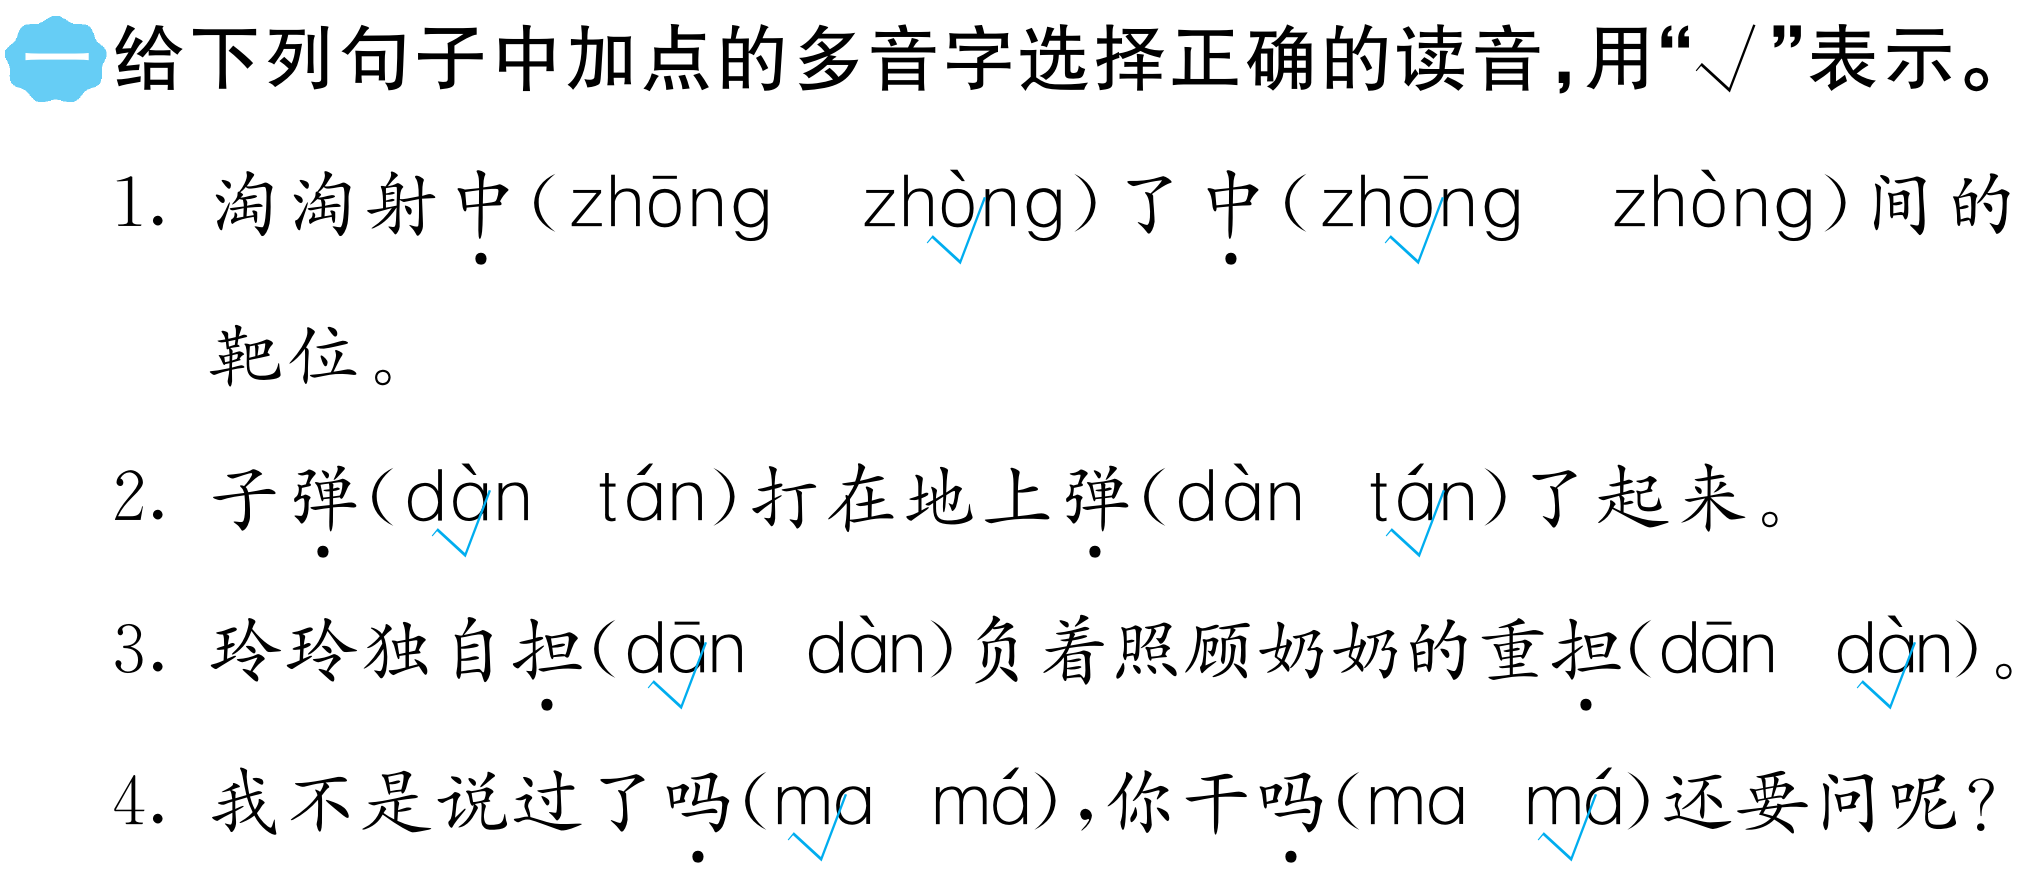 一 给下列句子中加点的多音字选择正确的读音,用“√”表示。
1. 淘淘射中(zhōng zhòng√)了中(zhōng√ zhòng)间的
靶位。
2. 子弹(dàn√ tán)打在地上弹(dàn tán√)了起来。
3. 玲玲独自担(dān√ dàn)负着照顾奶奶的重担(dān dàn√)。
4. 我不是说过了吗(ma√ má),你干吗(ma má√)还要问呢?